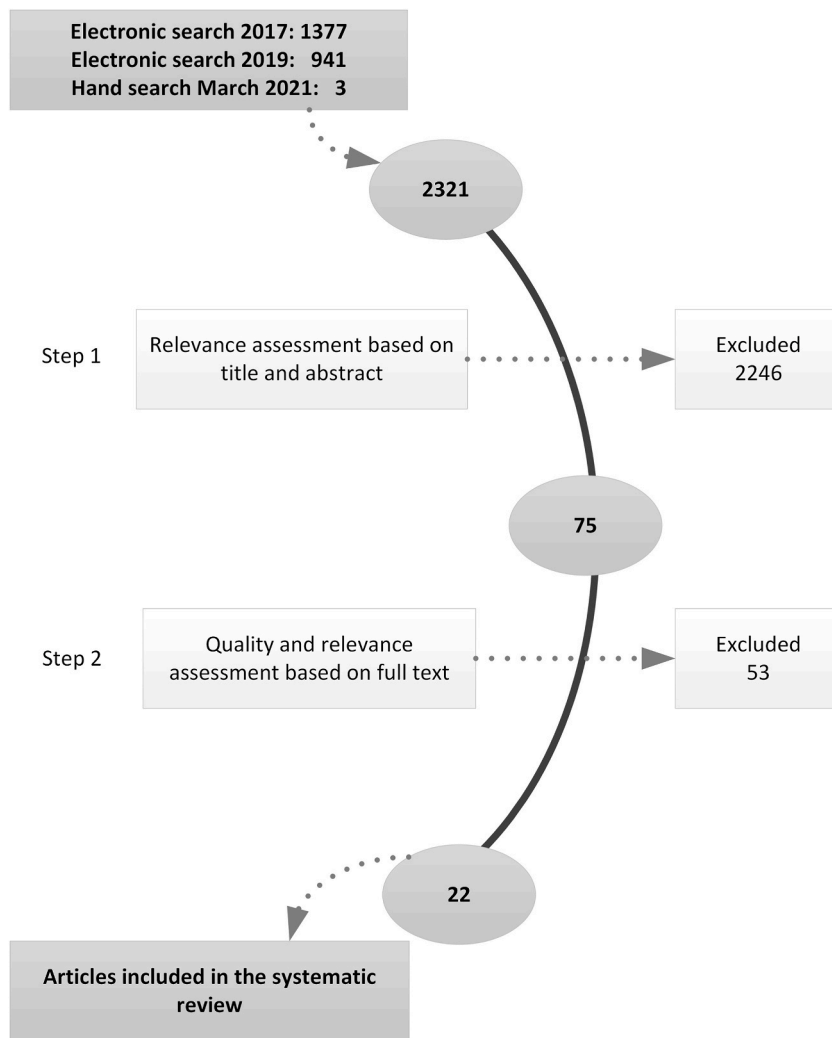 Electronic search 2017: 1377
Electronic search 2019: 941
Hand search March 2021: 3
2321
Step 1
Relevance assessment based on
title and abstract
Excluded
2246
75
Step 2
Quality and relevance
assessment based on full text
Excluded
53
22
Articles included in the systematic
review